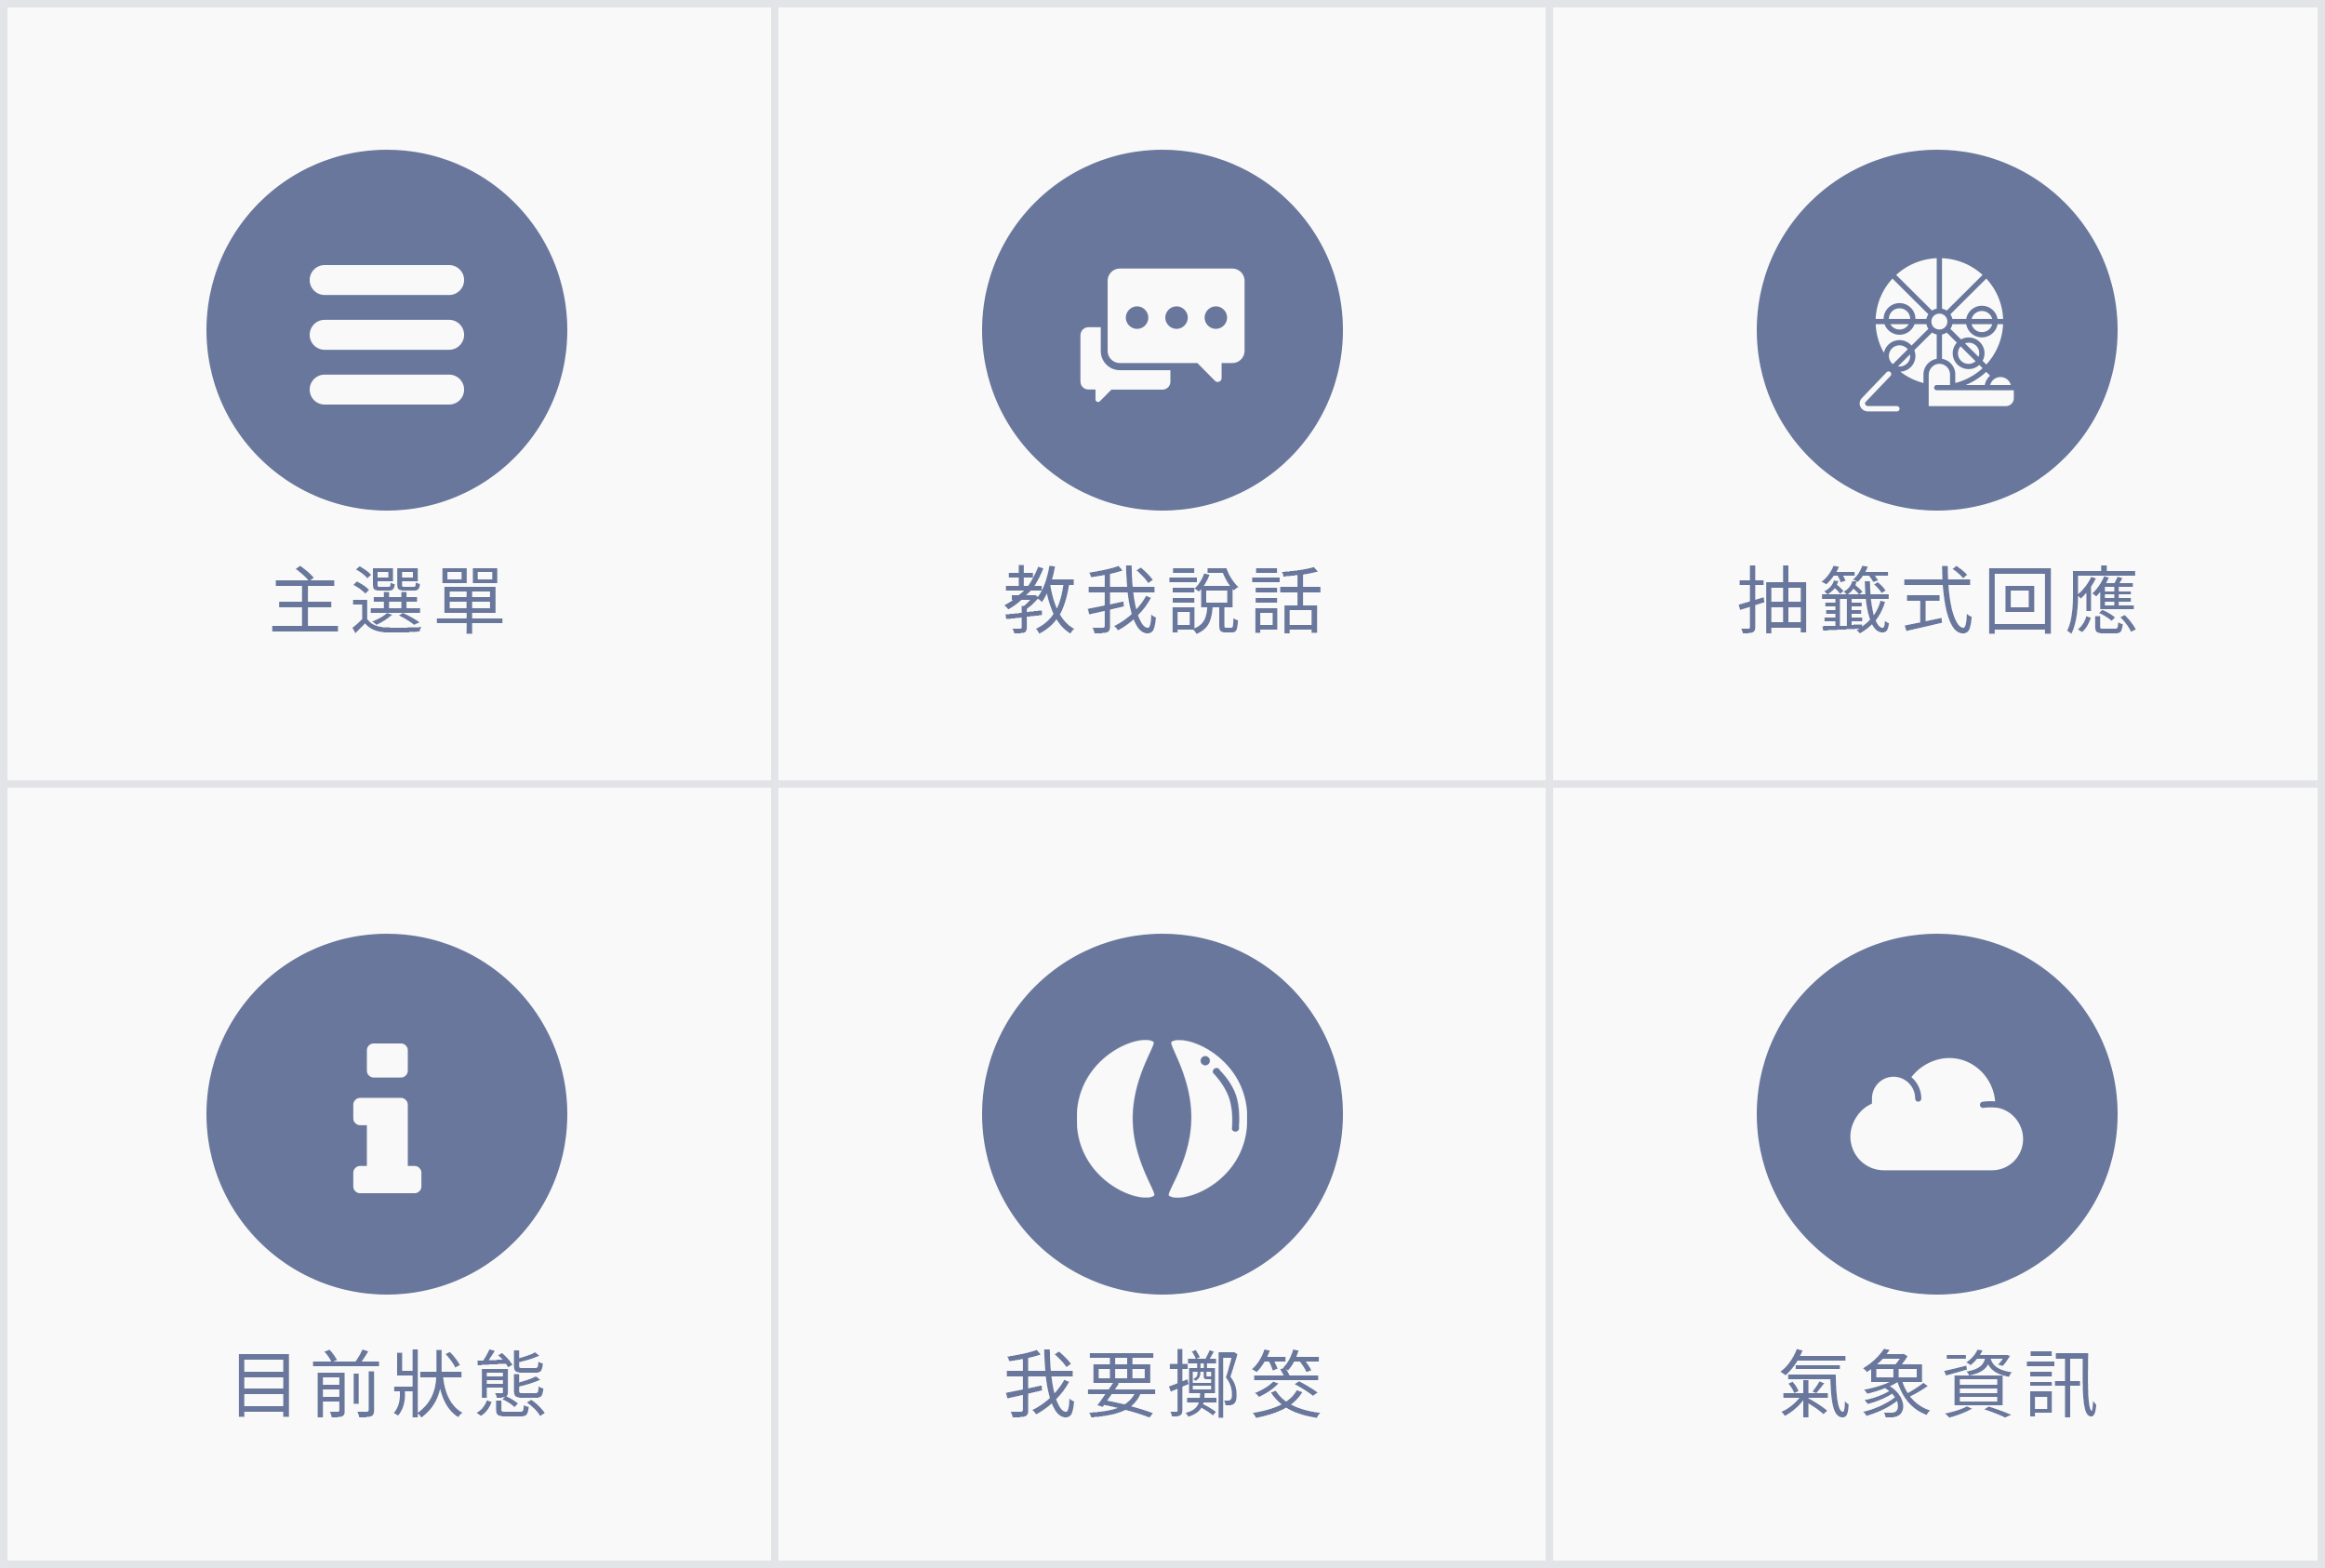 主選單
教我說話
抽籤式回應
目前狀態
我要擲筊
氣象資訊